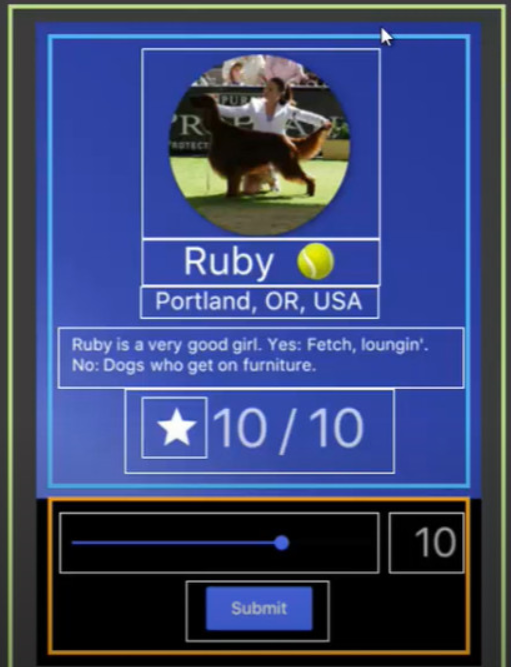 Ruby
Portland, OR, USA
Ruby is a very good girl. Yes: Fetch, loungin'.
No: Dogs who get on furniture.
10 / 10
10
Submit